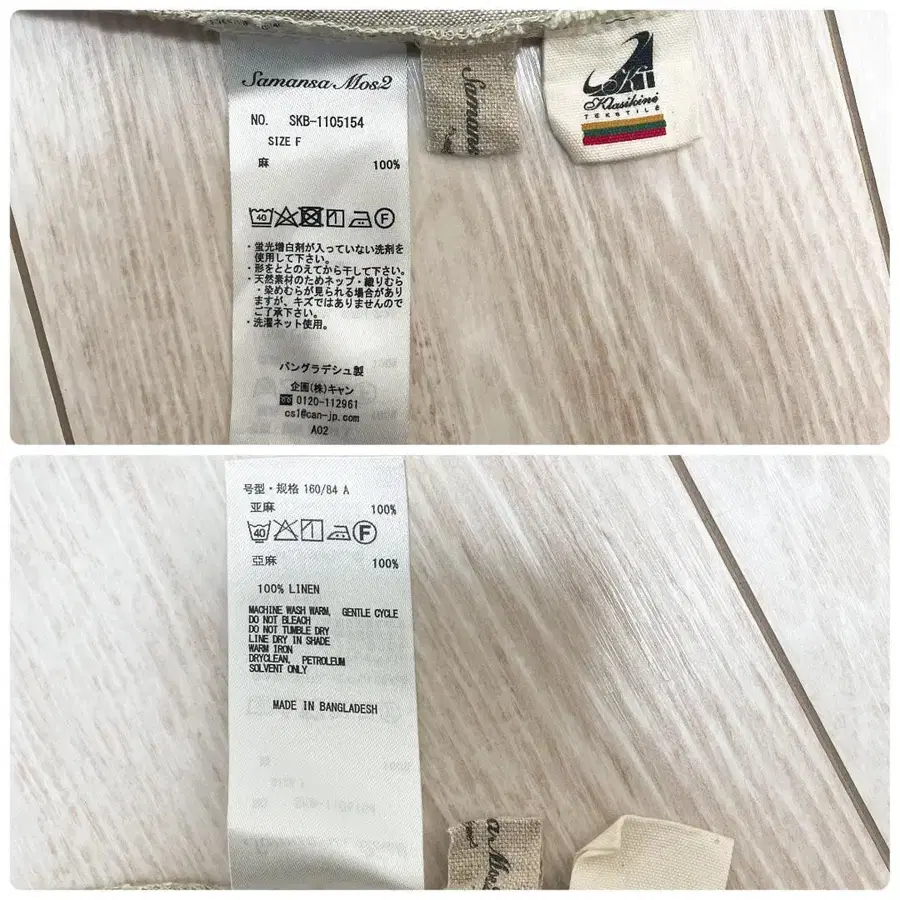 Samansa Mos2
NO. SKB-1105154
SIZE F
麻 100%
40
F
・蛍光増白剤が入っていない洗剤を
使用して下さい。
・形をととのえてから干して下さい。
・天然素材のためネップ・織りむら
・染めむらが見られる場合があり
ますが、キズではありませんので
ご了承下さい。
・洗濯ネット使用。
バングラデシュ製
企画(株)キャン
0120-112961
cs1@can-jp.com
A02
Klasikinė
TEKSTILĖ
号型・规格 160/84 A
亚麻 100%
40
F
亞麻 100%
100% LINEN
MACHINE WASH WARM, GENTLE CYCLE
DO NOT BLEACH
DO NOT TUMBLE DRY
LINE DRY IN SHADE
WARM IRON
DRYCLEAN, PETROLEUM
SOLVENT ONLY
MADE IN BANGLADESH